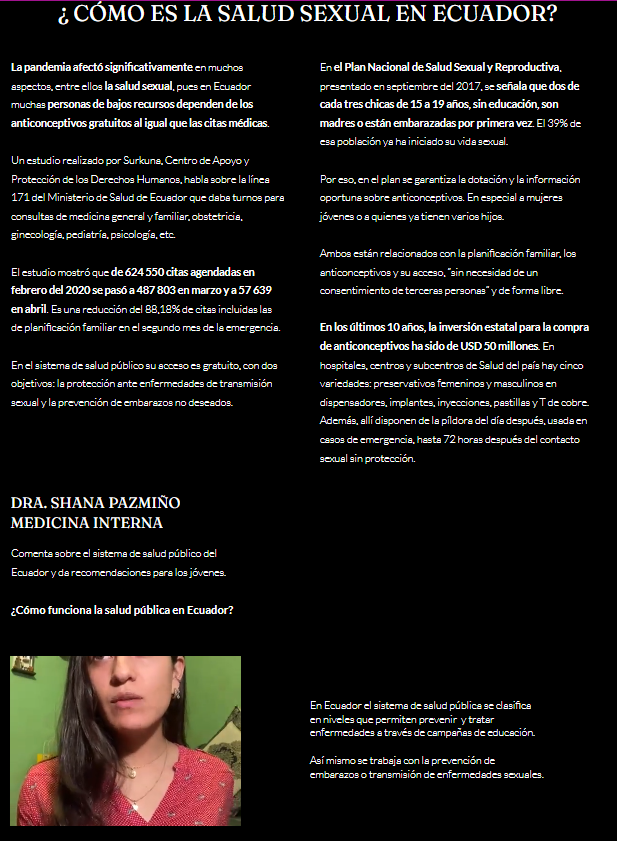 ¿ CÓMO ES LA SALUD SEXUAL EN ECUADOR?
La pandemia afectó significativamente en muchos
aspectos, entre ellos la salud sexual, pues en Ecuador
muchas personas de bajos recursos dependen de los
anticonceptivos gratuitos al igual que las citas médicas.
Un estudio realizado por Surkuna, Centro de Apoyo y
Protección de los Derechos Humanos, habla sobre la línea
171 del Ministerio de Salud de Ecuador que daba turnos para
consultas de medicina general y familiar, obstetricia,
ginecología, pediatría, psicología, etc.
El estudio mostró que de 624 550 citas agendadas en
febrero del 2020 se pasó a 487 803 en marzo y a 57 639
en abril. Es una reducción del 88,18% de citas incluidas las
de planificación familiar en el segundo mes de la emergencia.
En el sistema de salud público su acceso es gratuito, con dos
objetivos: la protección ante enfermedades de transmisión
sexual y la prevención de embarazos no deseados.
En el Plan Nacional de Salud Sexual y Reproductiva,
presentado en septiembre del 2017, se señala que dos de
cada tres chicas de 15 a 19 años, sin educación, son
madres o están embarazadas por primera vez. El 39% de
esa población ya ha iniciado su vida sexual.
Por eso, en el plan se garantiza la dotación y la información
oportuna sobre anticonceptivos. En especial a mujeres
jóvenes o a quienes ya tienen varios hijos.
Ambos están relacionados con la planificación familiar, los
anticonceptivos y su acceso, “sin necesidad de un
consentimiento de terceras personas” y de forma libre.
En los últimos 10 años, la inversión estatal para la compra
de anticonceptivos ha sido de USD 50 millones. En
hospitales, centros y subcentros de Salud del país hay cinco
variedades: preservativos femeninos y masculinos en
dispensadores, implantes, inyecciones, pastillas y T de cobre.
Además, allí disponen de la píldora del día después, usada en
casos de emergencia, hasta 72 horas después del contacto
sexual sin protección.
DRA. SHANA PAZMIÑO
MEDICINA INTERNA
Comenta sobre el sistema de salud público del
Ecuador y da recomendaciones para los jóvenes.
¿Cómo funciona la salud pública en Ecuador?
En Ecuador el sistema de salud pública se clasifica
en niveles que permiten prevenir y tratar
enfermedades a través de campañas de educación.
Así mismo se trabaja con la prevención de
embarazos o transmisión de enfermedades sexuales.